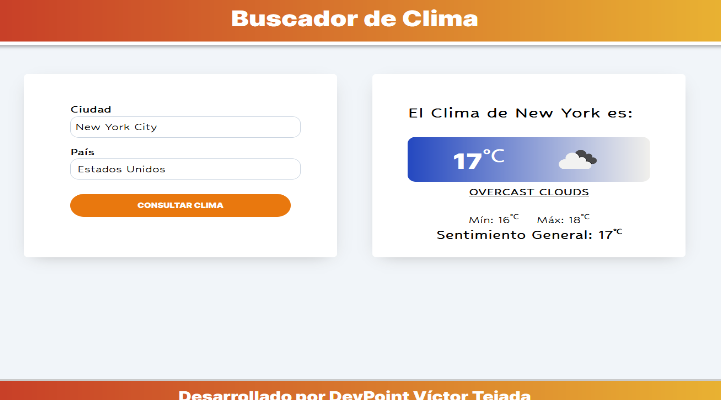 Buscador de Clima
Ciudad
New York City
País
Estados Unidos
CONSULTAR CLIMA
El Clima de New York es:
17°C
OVERCAST CLOUDS
Mín: 16°C Máx: 18°C
Sentimiento General: 17°C
Desarrollado por DevPoint Víctor Tejada